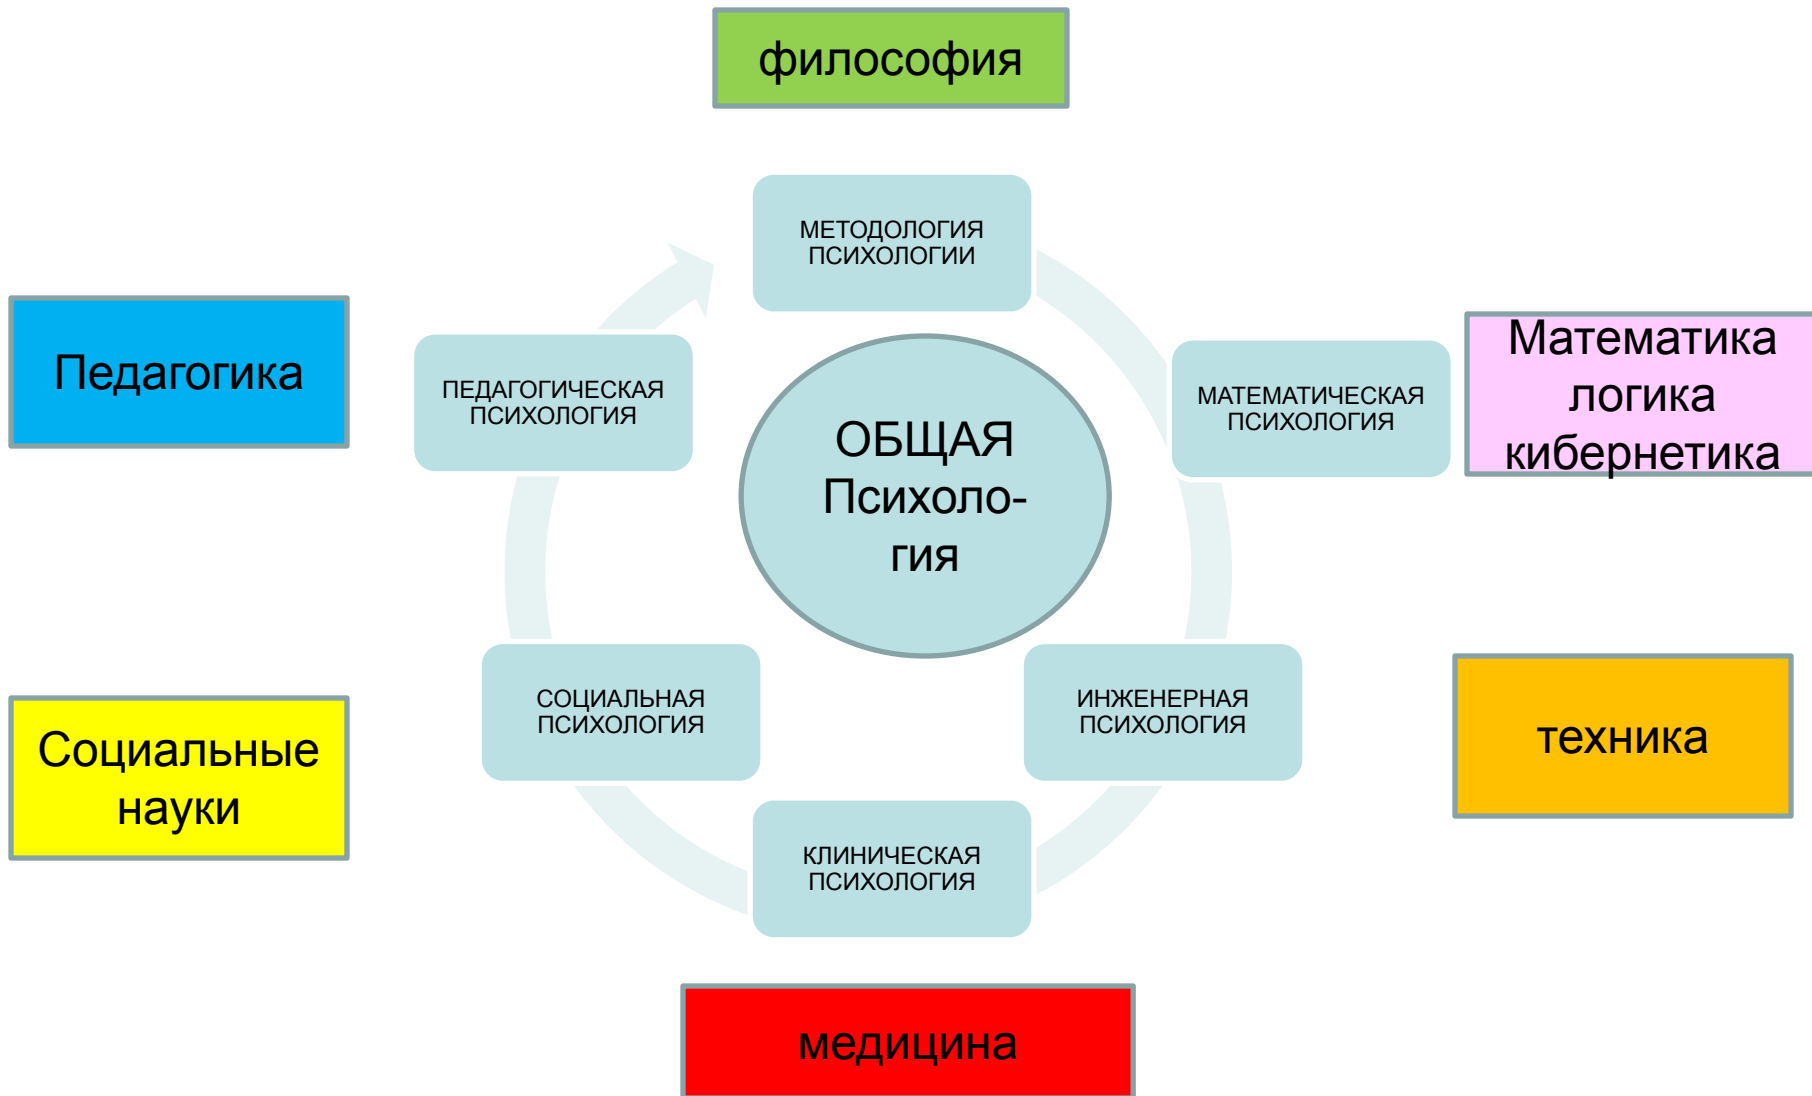 философия
МЕТОДОЛОГИЯ
ПСИХОЛОГИИ
Педагогика
ПЕДАГОГИЧЕСКАЯ
ПСИХОЛОГИЯ
ОБЩАЯ
Психоло-
гия
МАТЕМАТИЧЕСКАЯ
ПСИХОЛОГИЯ
Математика
логика
кибернетика
Социальные
науки
СОЦИАЛЬНАЯ
ПСИХОЛОГИЯ
ИНЖЕНЕРНАЯ
ПСИХОЛОГИЯ
техника
КЛИНИЧЕСКАЯ
ПСИХОЛОГИЯ
медицина